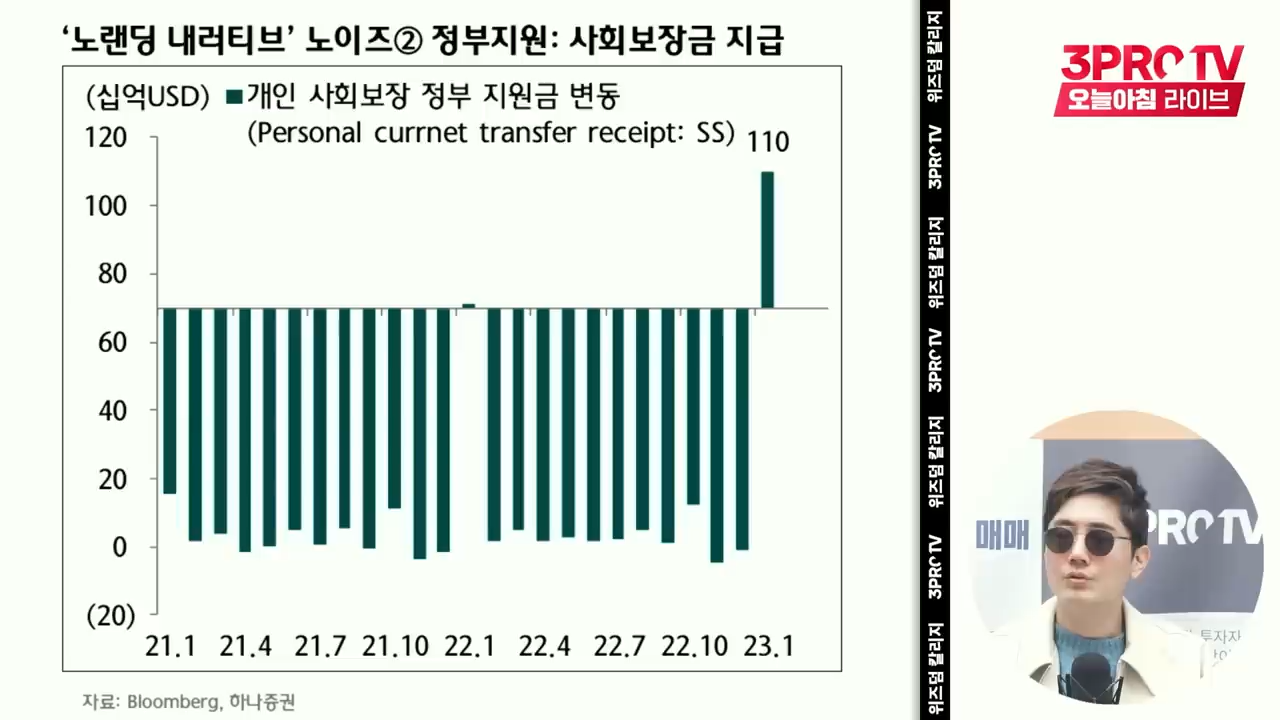 ‘노랜딩 내러티브’ 노이즈② 정부지원: 사회보장금 지급
(십억USD) ■개인 사회보장 정부 지원금 변동
(Personal currnet transfer receipt: SS)
110
120
100
80
60
40
20
0
(20)
21.1 21.4 21.7 21.10 22.1 22.4 22.7 22.10 23.1
자료: Bloomberg, 하나증권
위즈덤 칼리지
3PRO TV
위즈덤 칼리지
3PRO TV
위즈덤 칼리지
3PRO TV
위즈덤 칼리지
3PRO TV
오늘아침 라이브
매매
PRO TV
투자자